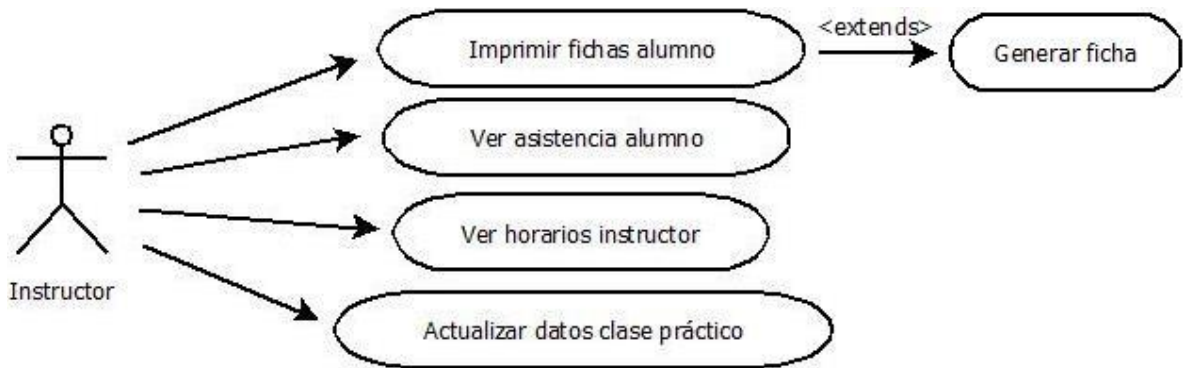 Imprimir fichas alumno
<extends>
Generar ficha
Ver asistencia alumno
Ver horarios instructor
Instructor
Actualizar datos clase práctico